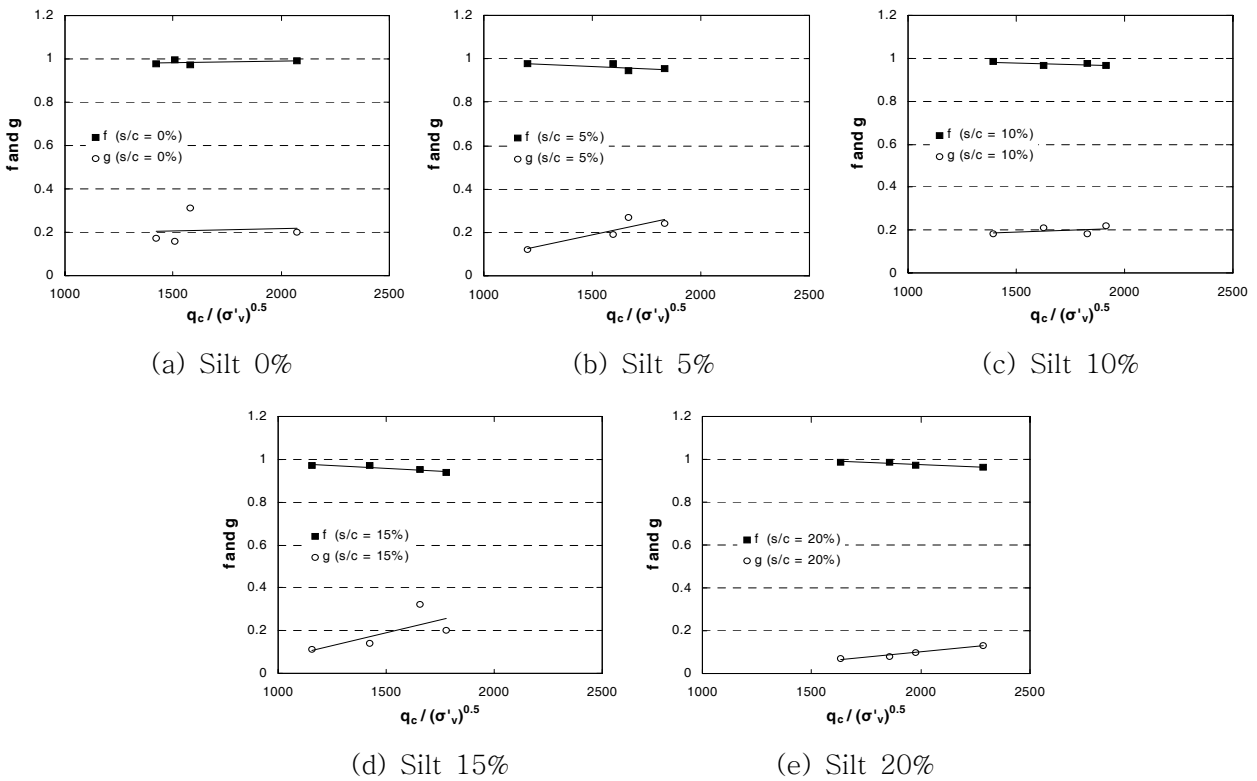 1.2
1
0.8
0.6
0.4
0.2
0
f and g
f (s/c = 0%)
g (s/c = 0%)
1000 1500 2000 2500
qc / (σ'v)0.5
(a) Silt 0%
1.2
1
0.8
0.6
0.4
0.2
0
f and g
f (s/c = 5%)
g (s/c = 5%)
1000 1500 2000 2500
qc / (σ'v)0.5
(b) Silt 5%
1.2
1
0.8
0.6
0.4
0.2
0
f and g
f (s/c = 10%)
g (s/c = 10%)
1000 1500 2000 2500
qc / (σ'v)0.5
(c) Silt 10%
1.2
1
0.8
0.6
0.4
0.2
0
f and g
f (s/c = 15%)
g (s/c = 15%)
1000 1500 2000 2500
qc / (σ'v)0.5
(d) Silt 15%
1.2
1
0.8
0.6
0.4
0.2
0
f and g
f (s/c = 20%)
g (s/c = 20%)
1000 1500 2000 2500
qc / (σ'v)0.5
(e) Silt 20%